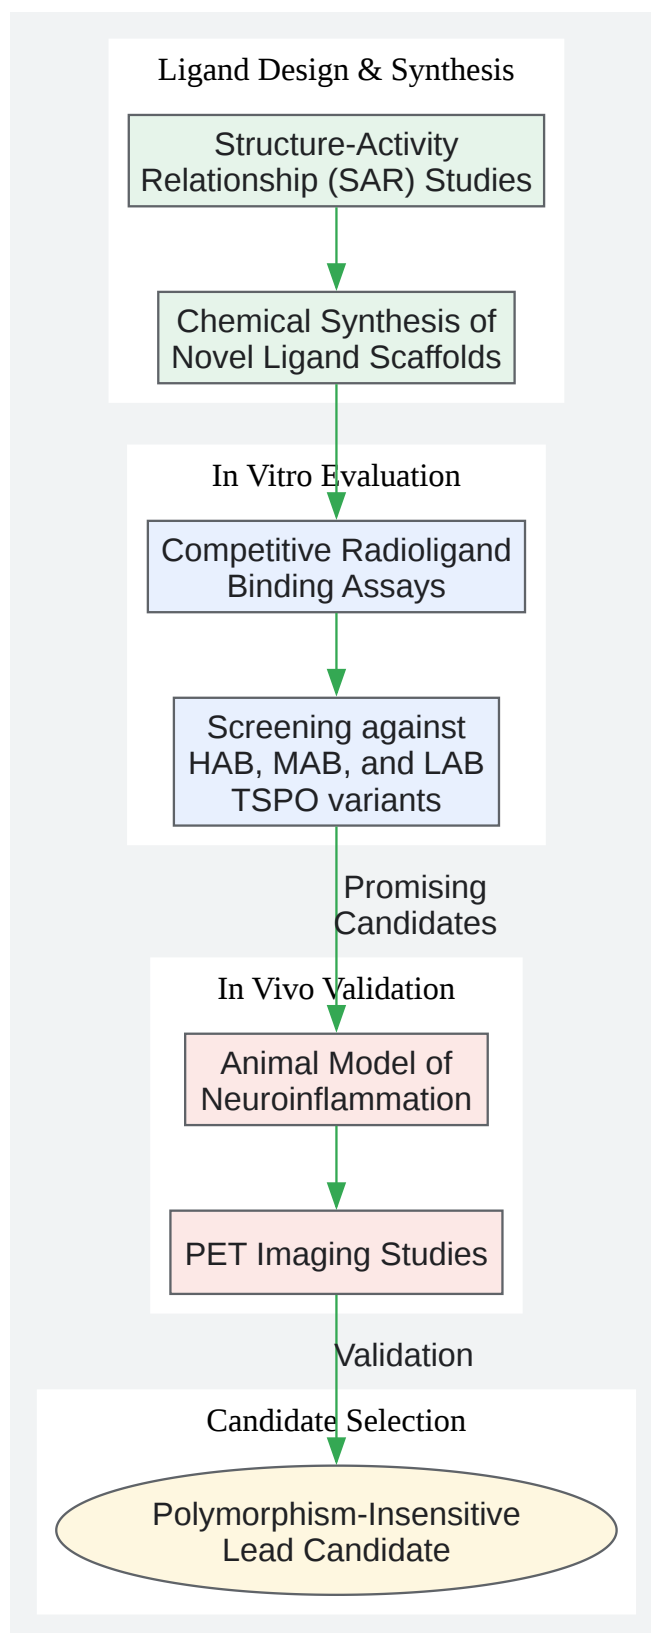 Ligand Design & Synthesis
Structure-Activity
Relationship (SAR) Studies
Chemical Synthesis of
Novel Ligand Scaffolds
In Vitro Evaluation
Competitive Radioligand
Binding Assays
Screening against
HAB, MAB, and LAB
TSPO variants
Promising
Candidates
In Vivo Validation
Animal Model of
Neuroinflammation
PET Imaging Studies
Validation
Candidate Selection
Polymorphism-Insensitive
Lead Candidate